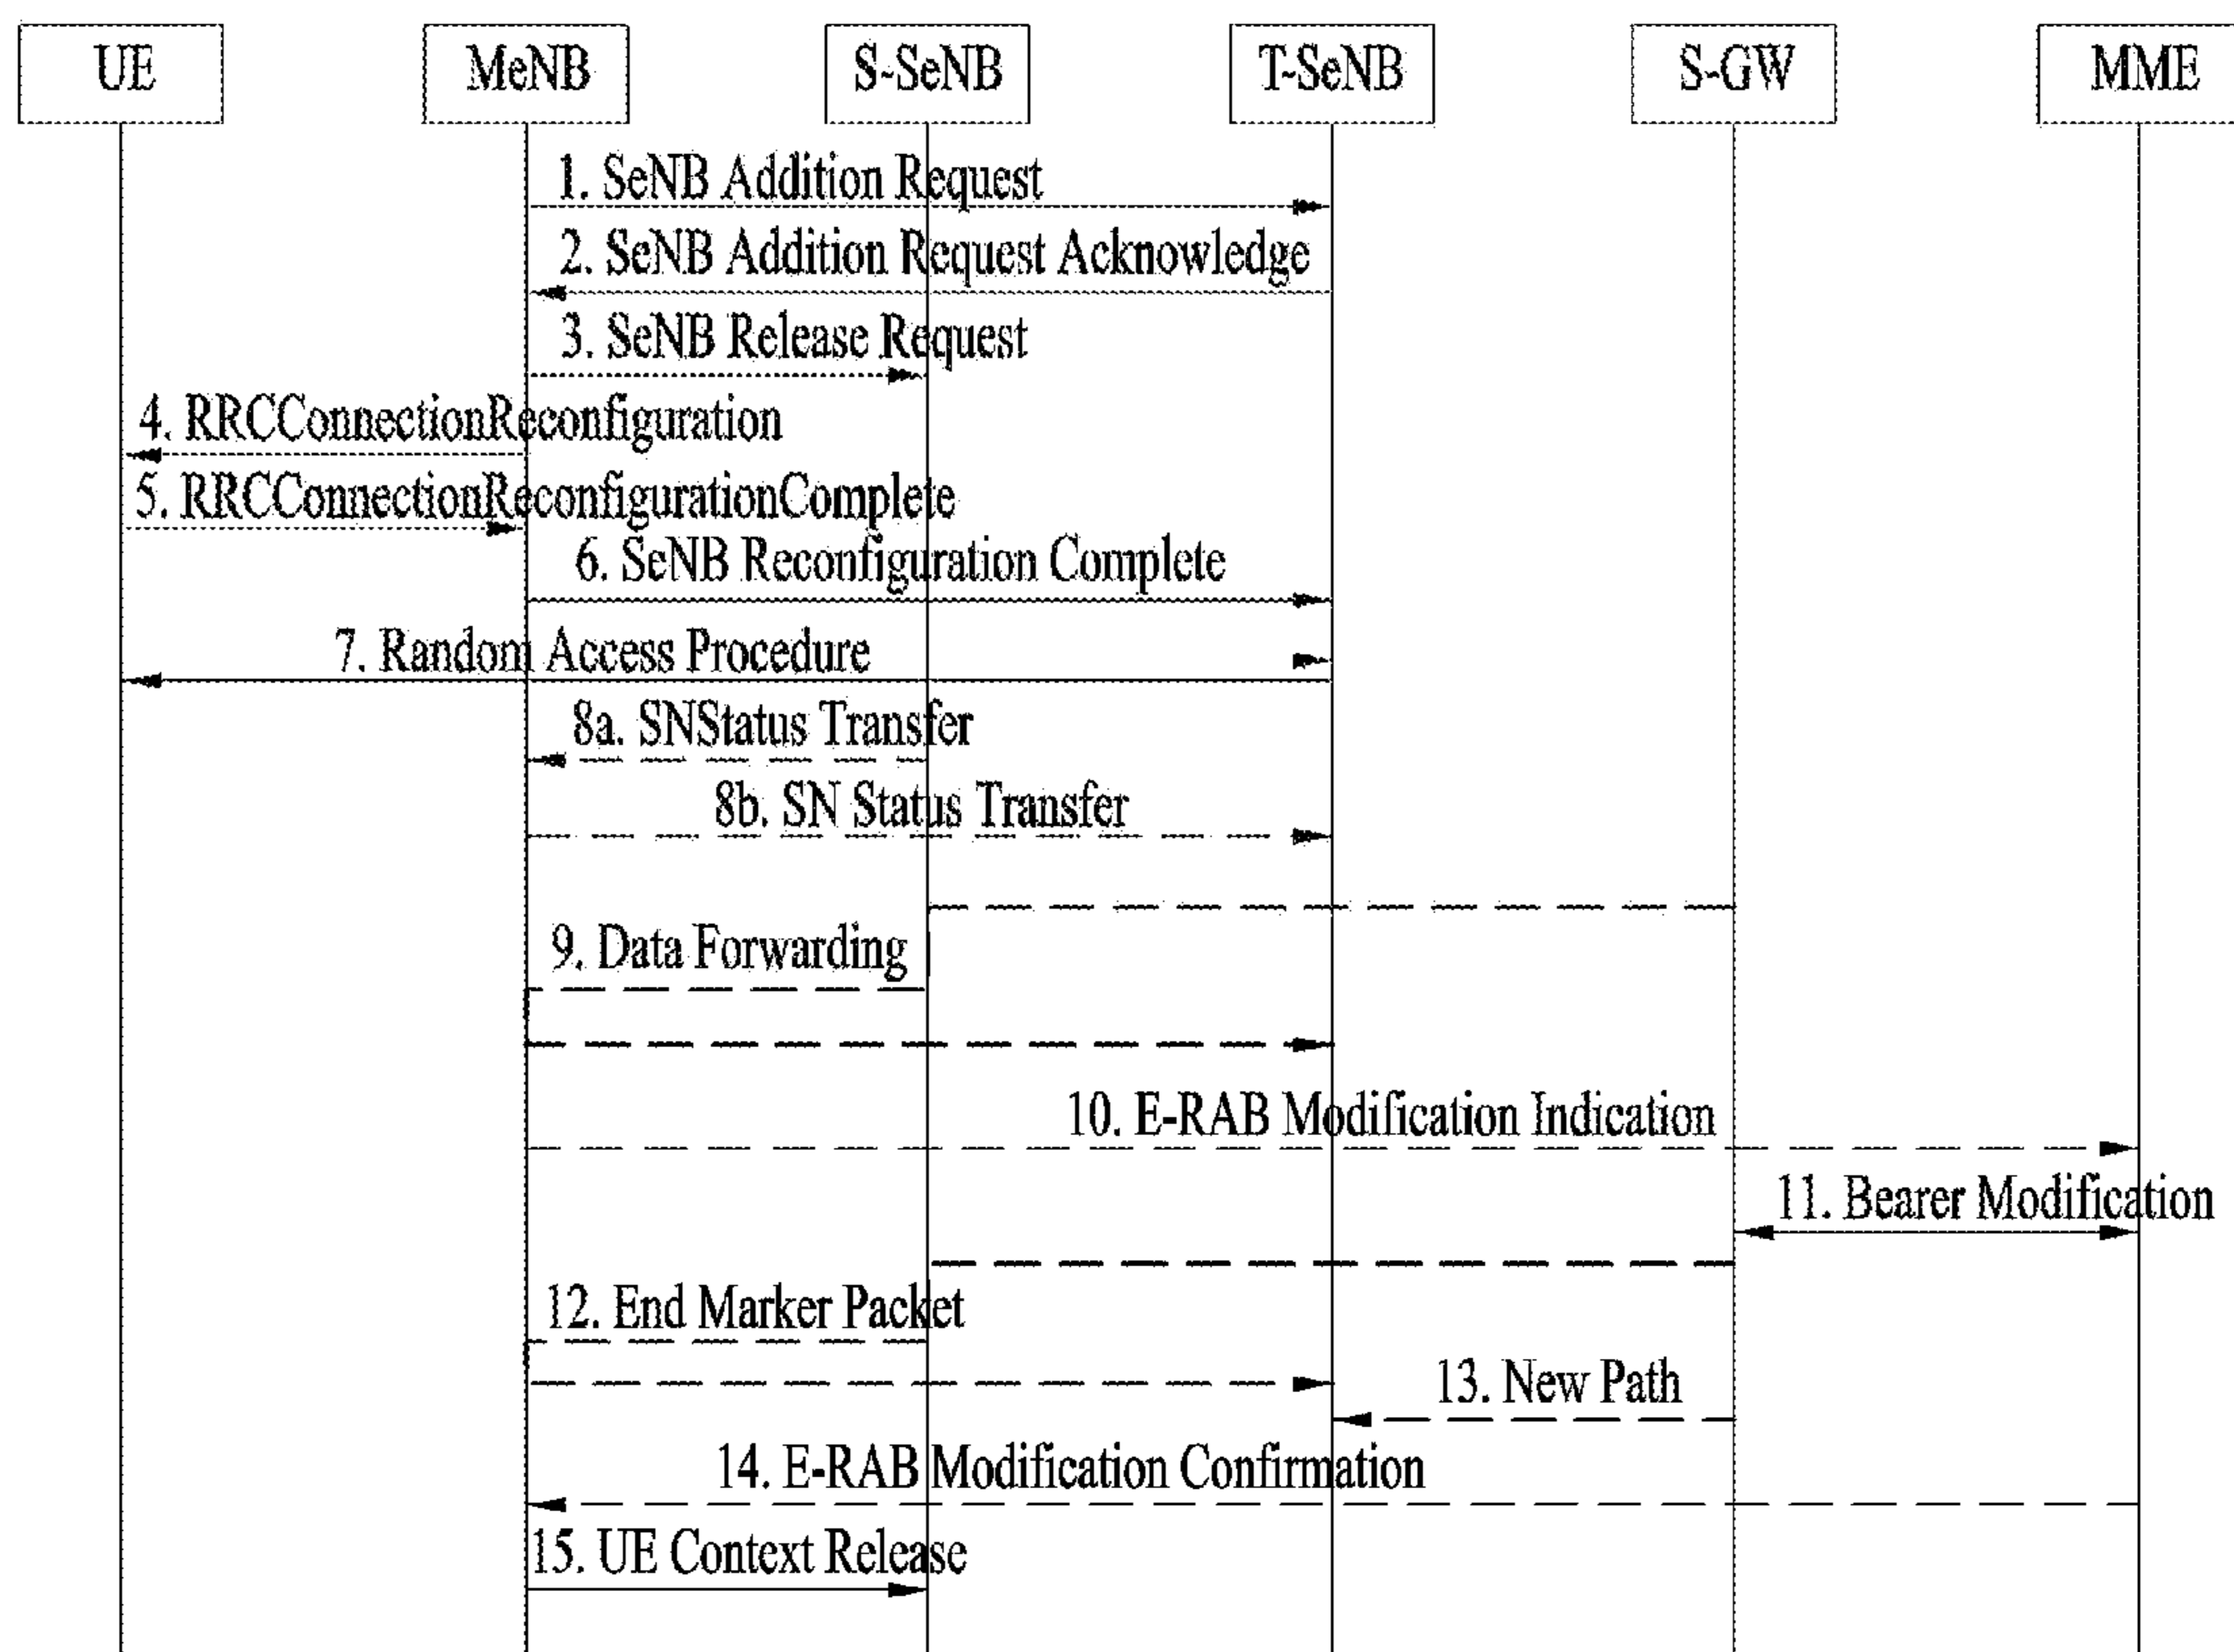 UE
MeNB
S-SeNB
T-SeNB
S-GW
MME
1. SeNB Addition Request
2. SeNB Addition Request Acknowledge
3. SeNB Release Request
4. RRCConnectionReconfiguration
5. RRCConnectionReconfigurationComplete
6. SeNB Reconfiguration Complete
7. Random Access Procedure
8a. SNStatus Transfer
8b. SN Status Transfer
9. Data Forwarding
10. E-RAB Modification Indication
11. Bearer Modification
12. End Marker Packet
13. New Path
14. E-RAB Modification Confirmation
15. UE Context Release